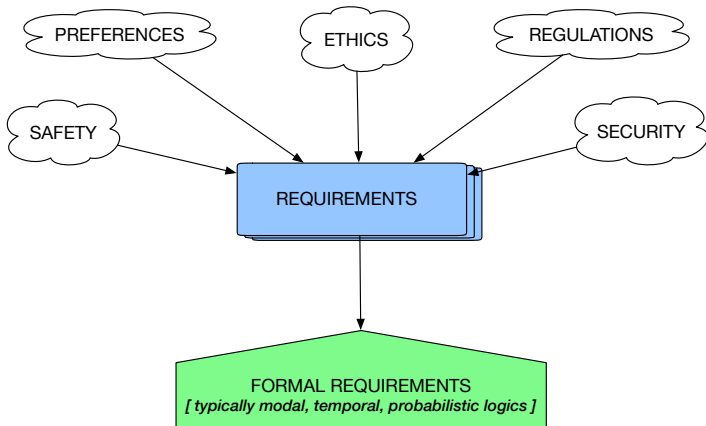 PREFERENCES
ETHICS
REGULATIONS
SAFETY
SECURITY
REQUIREMENTS
FORMAL REQUIREMENTS
[ typically modal, temporal, probabilistic logics ]